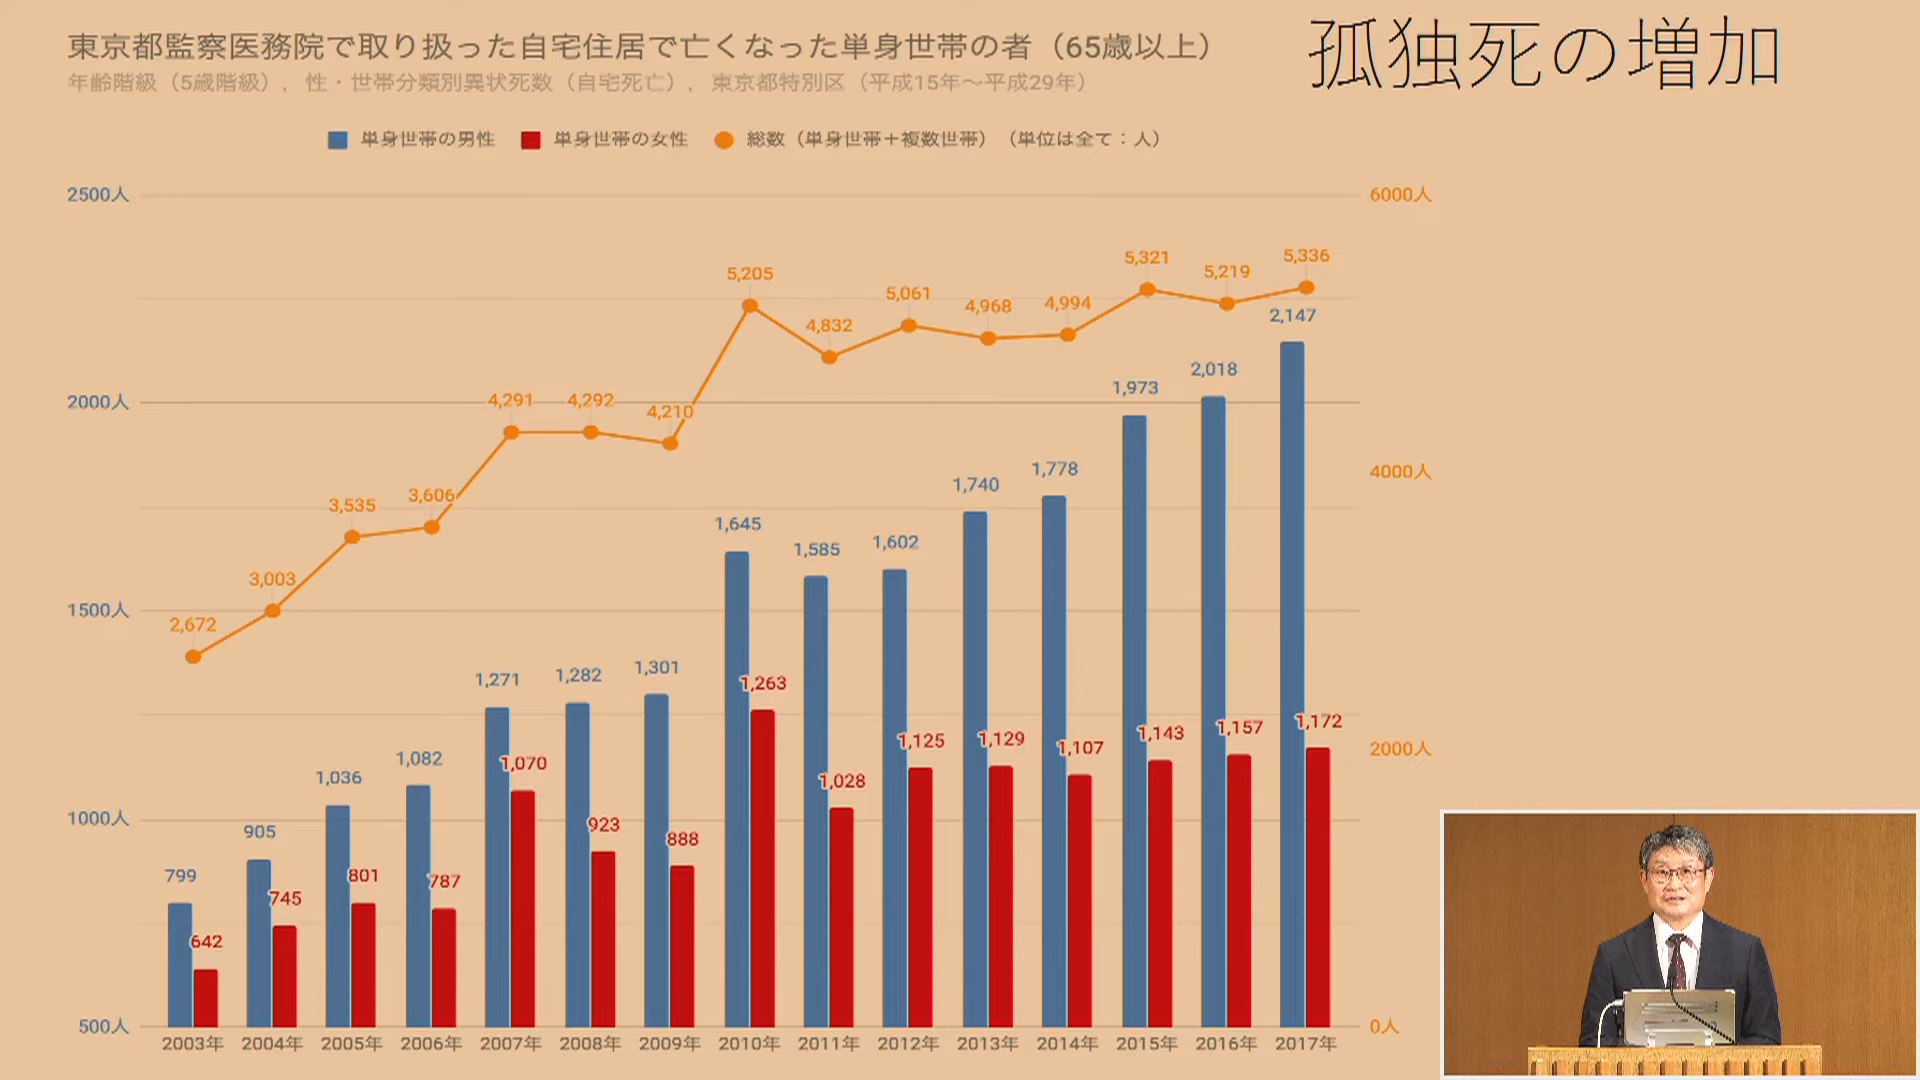 東京都監察医務院で取り扱った自宅住居で亡くなった単身世帯の者（65歳以上）
孤独死の増加
年齢階級（5歳階級），性・世帯分類別異状死数（自宅死亡），東京都特別区（平成15年～平成29年）
単身世帯の男性 単身世帯の女性 総数（単身世帯＋複数世帯）（単位は全て：人）
2500人 6000人
5,205 4,832 5,061 4,968 4,994 5,321 5,219 5,336
2000人 4,291 4,292 4,210 4000人
2,672 3,003 3,535 3,606
1500人
1000人 2000人
799 905 1,036 1,082 1,271 1,282 1,301 1,645 1,585 1,602 1,740 1,778 1,973 2,018 2,147
642 745 801 787 1,070 923 888 1,263 1,028 1,125 1,129 1,107 1,143 1,157 1,172
500人 0人
2003年 2004年 2005年 2006年 2007年 2008年 2009年 2010年 2011年 2012年 2013年 2014年 2015年 2016年 2017年